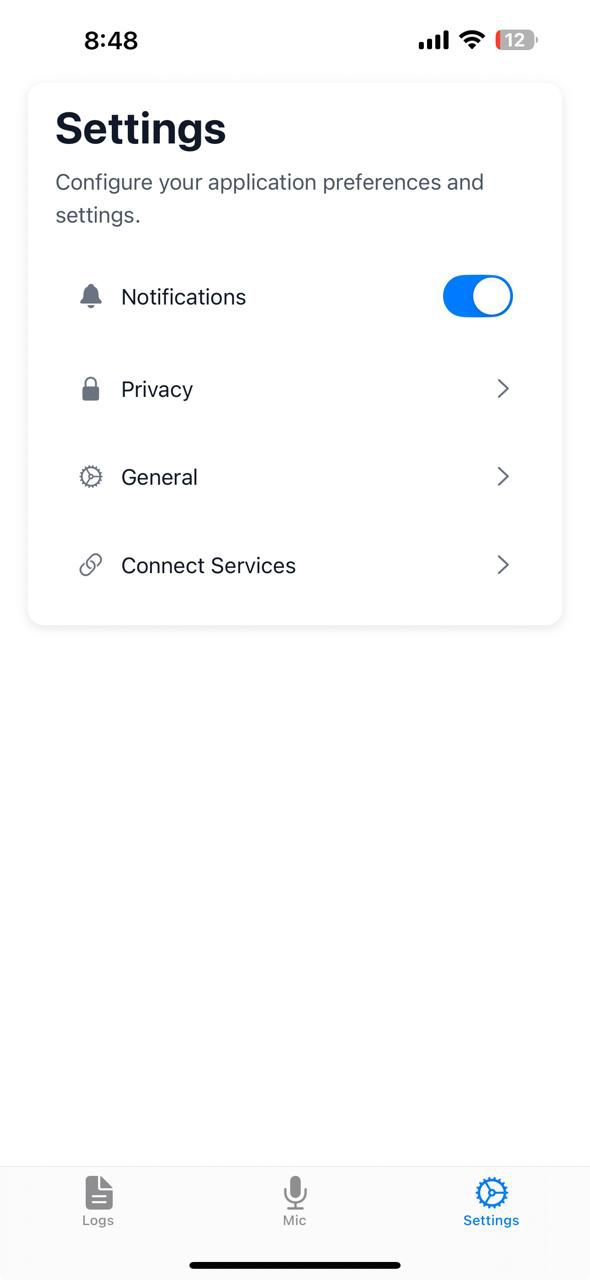 8:48
12
Settings
Configure your application preferences and
settings.
Notifications
Privacy
General
Connect Services
Logs
Mic
Settings